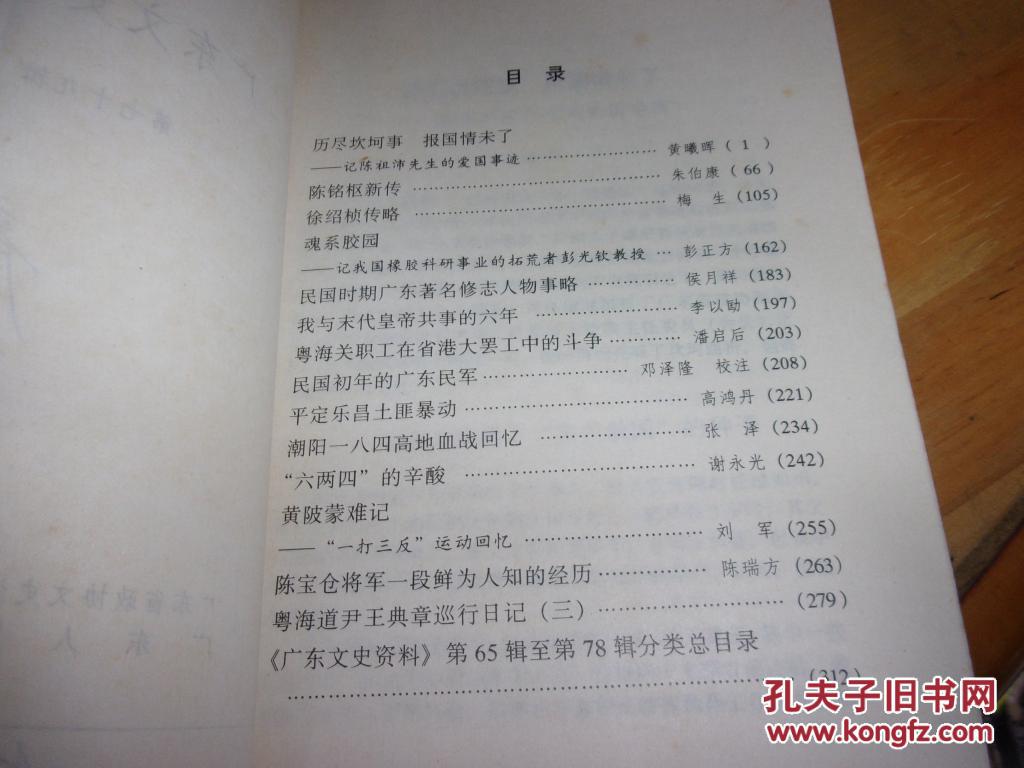 目 录
历尽坎坷事 报国情未了
——记陈祖沛先生的爱国事迹………………………黄曦晖（ 1 ）
陈铭枢新传………………………………………朱伯康（ 66 ）
徐绍桢传略………………………………………梅 生（105）
魂系胶园
——记我国橡胶科研事业的拓荒者彭光钦教授…彭正方（162）
民国时期广东著名修志人物事略………………侯月祥（183）
我与末代皇帝共事的六年………………………李以劻（197）
粤海关职工在省港大罢工中的斗争……………潘启后（203）
民国初年的广东民军………………………邓泽隆 校注（208）
平定乐昌土匪暴动………………………………高鸿丹（221）
潮阳一八四高地血战回忆………………………张 泽（234）
“六两四”的辛酸…………………………………谢永光（242）
黄陂蒙难记
——“一打三反”运动回忆………………………刘 军（255）
陈宝仓将军一段鲜为人知的经历………………陈瑞方（263）
粤海道尹王典章巡行日记（三）………………………（279）
《广东文史资料》第 65 辑至第 78 辑分类总目录
……………………………………………………………（312）
孔夫子旧书网
www.kongfz.com